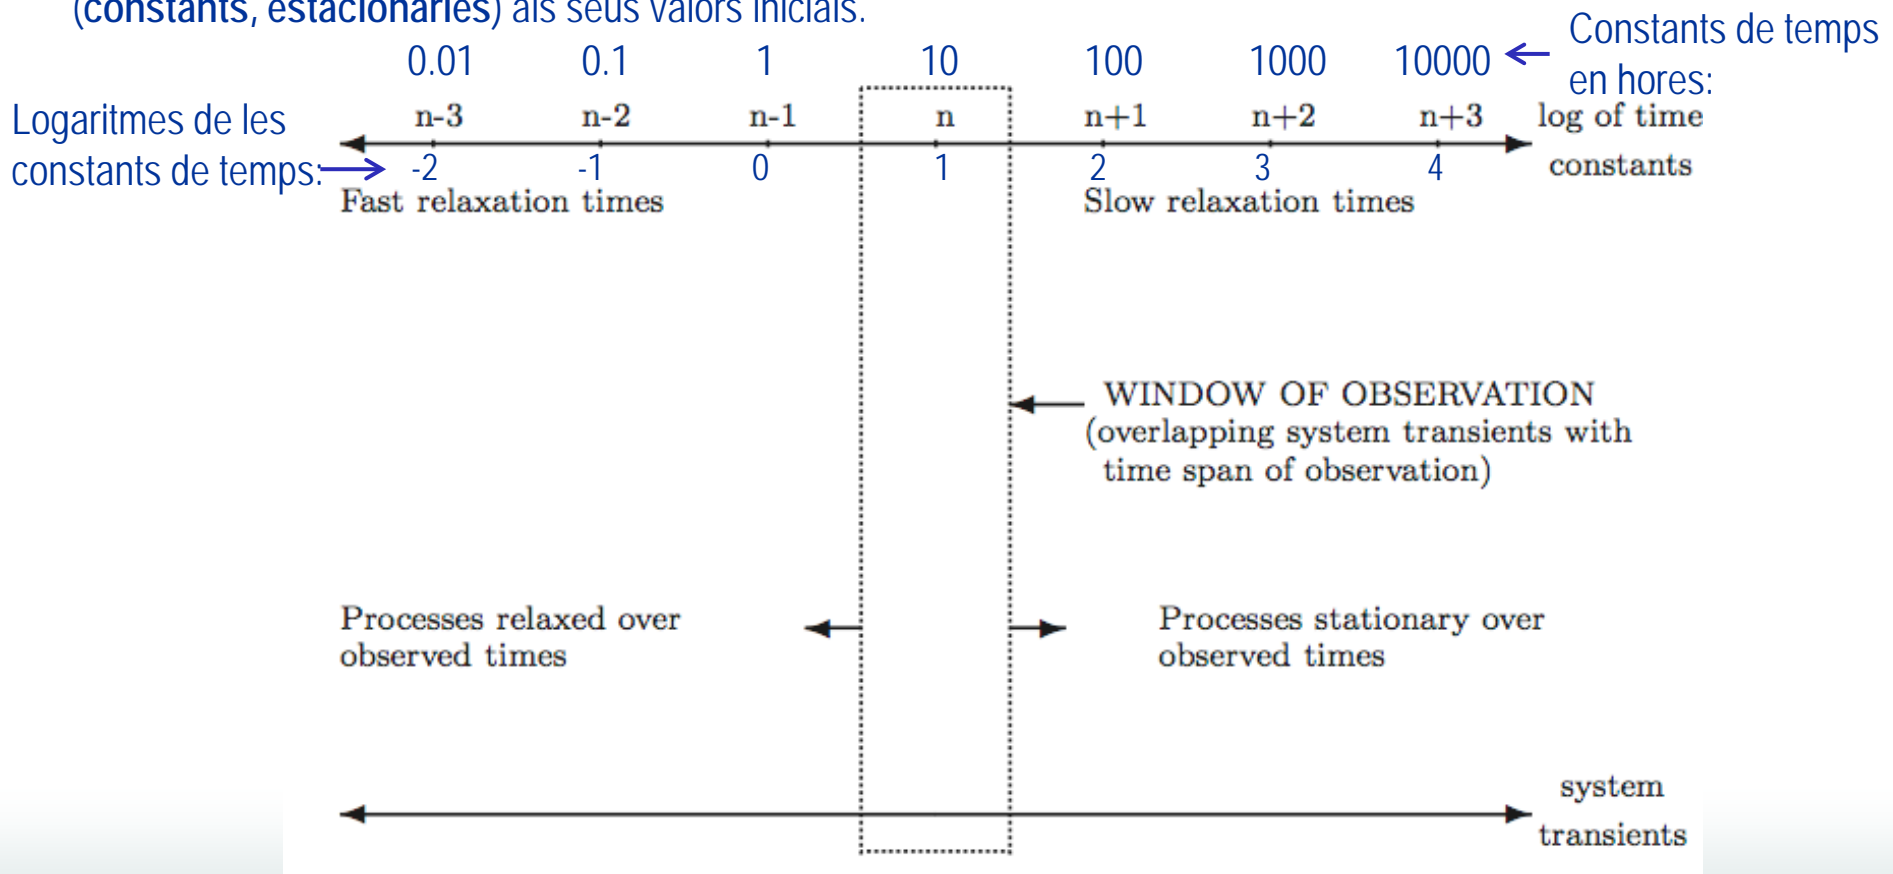 (constants, estacionàries) als seus valors inicials.
0.01 0.1 1 10 100 1000 10000
Constants de temps
en hores:
n-3 n-2 n-1 n n+1 n+2 n+3
log of time
constants
Logaritmes de les
constants de temps:
-2 -1 0 1 2 3 4
Fast relaxation times
Slow relaxation times
WINDOW OF OBSERVATION
(overlapping system transients with
time span of observation)
Processes relaxed over
observed times
Processes stationary over
observed times
system
transients